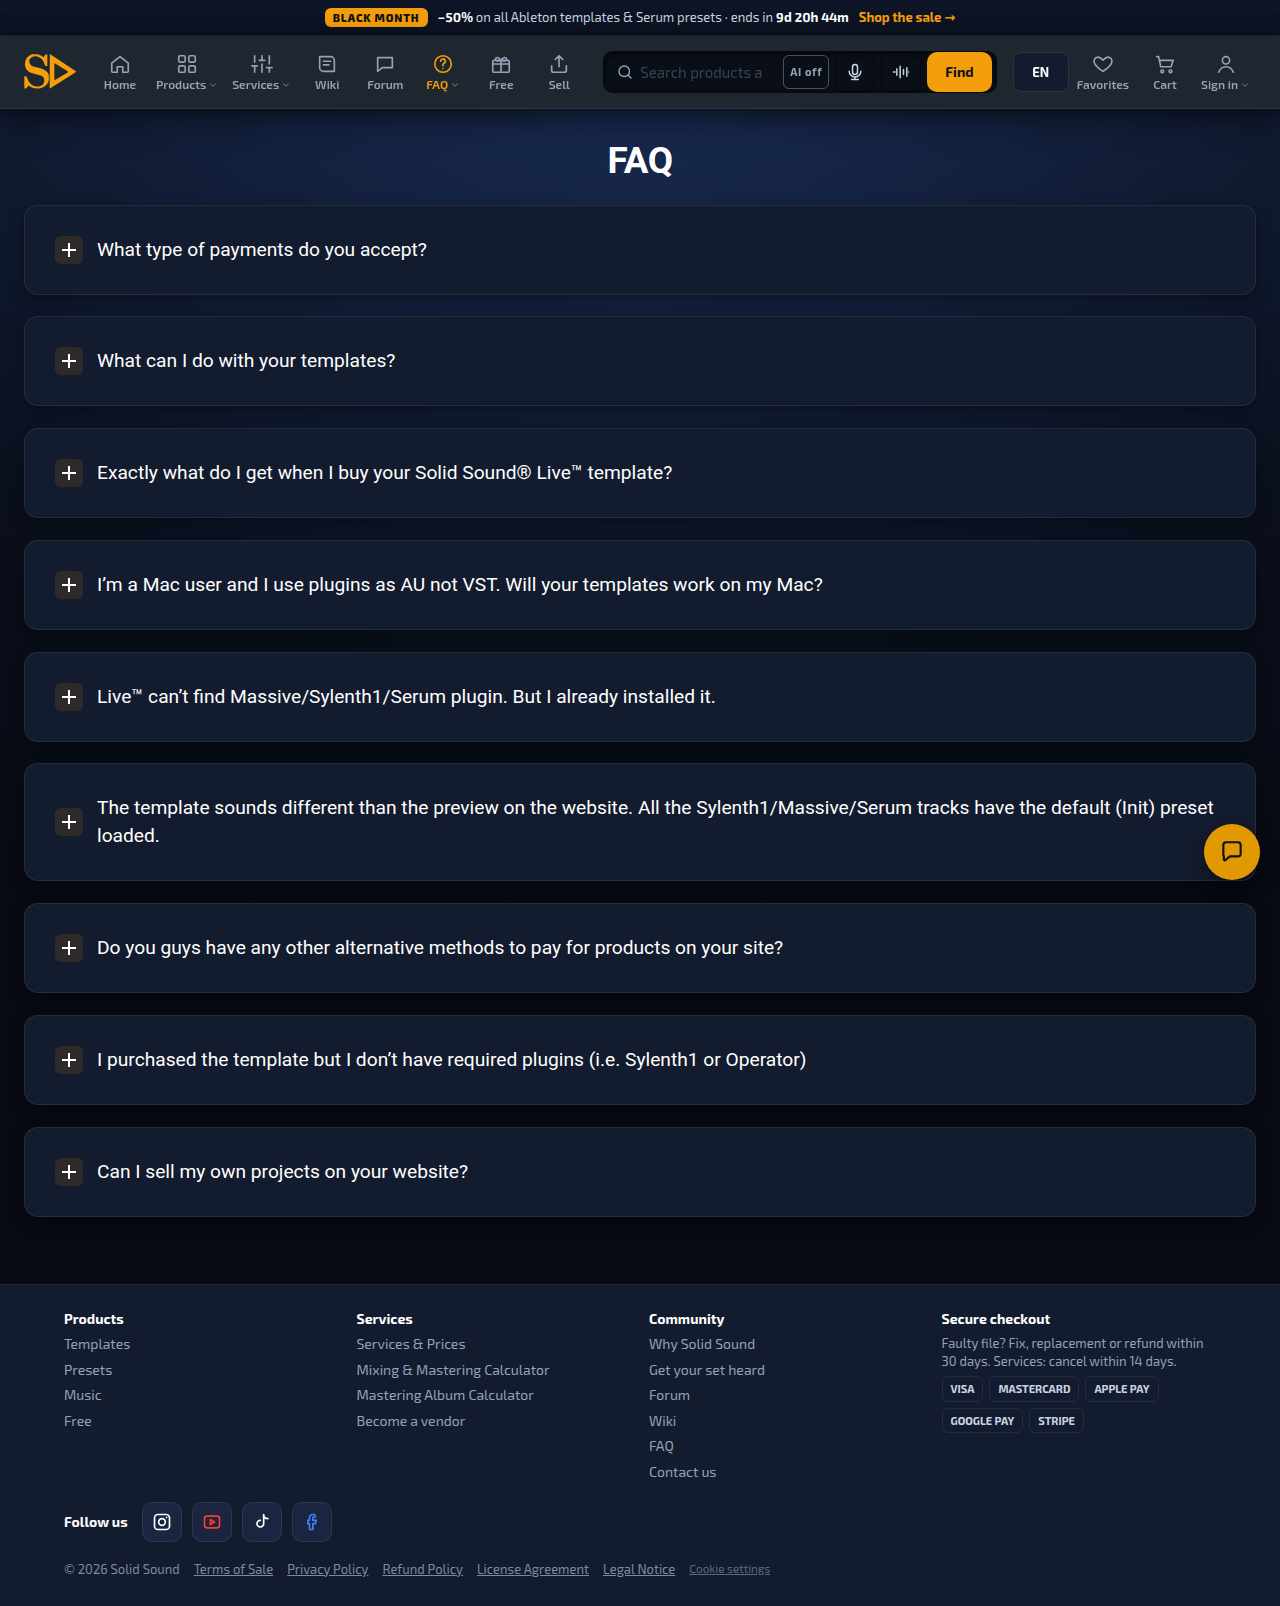 BLACK MONTH −50% on all Ableton templates & Serum presets · ends in 9d 20h 44m Shop the sale →
Home Products Services Wiki Forum FAQ Free Sell
Search products a AI off Find EN Favorites Cart Sign in
FAQ
What type of payments do you accept?
What can I do with your templates?
Exactly what do I get when I buy your Solid Sound® Live™ template?
I’m a Mac user and I use plugins as AU not VST. Will your templates work on my Mac?
Live™ can’t find Massive/Sylenth1/Serum plugin. But I already installed it.
The template sounds different than the preview on the website. All the Sylenth1/Massive/Serum tracks have the default (Init) preset
loaded.
Do you guys have any other alternative methods to pay for products on your site?
I purchased the template but I don’t have required plugins (i.e. Sylenth1 or Operator)
Can I sell my own projects on your website?
Products
Templates
Presets
Music
Free
Services
Services & Prices
Mixing & Mastering Calculator
Mastering Album Calculator
Become a vendor
Community
Why Solid Sound
Get your set heard
Forum
Wiki
FAQ
Contact us
Secure checkout
Faulty file? Fix, replacement or refund within
30 days. Services: cancel within 14 days.
VISA MASTERCARD APPLE PAY
GOOGLE PAY STRIPE
Follow us
© 2026 Solid Sound Terms of Sale Privacy Policy Refund Policy License Agreement Legal Notice Cookie settings